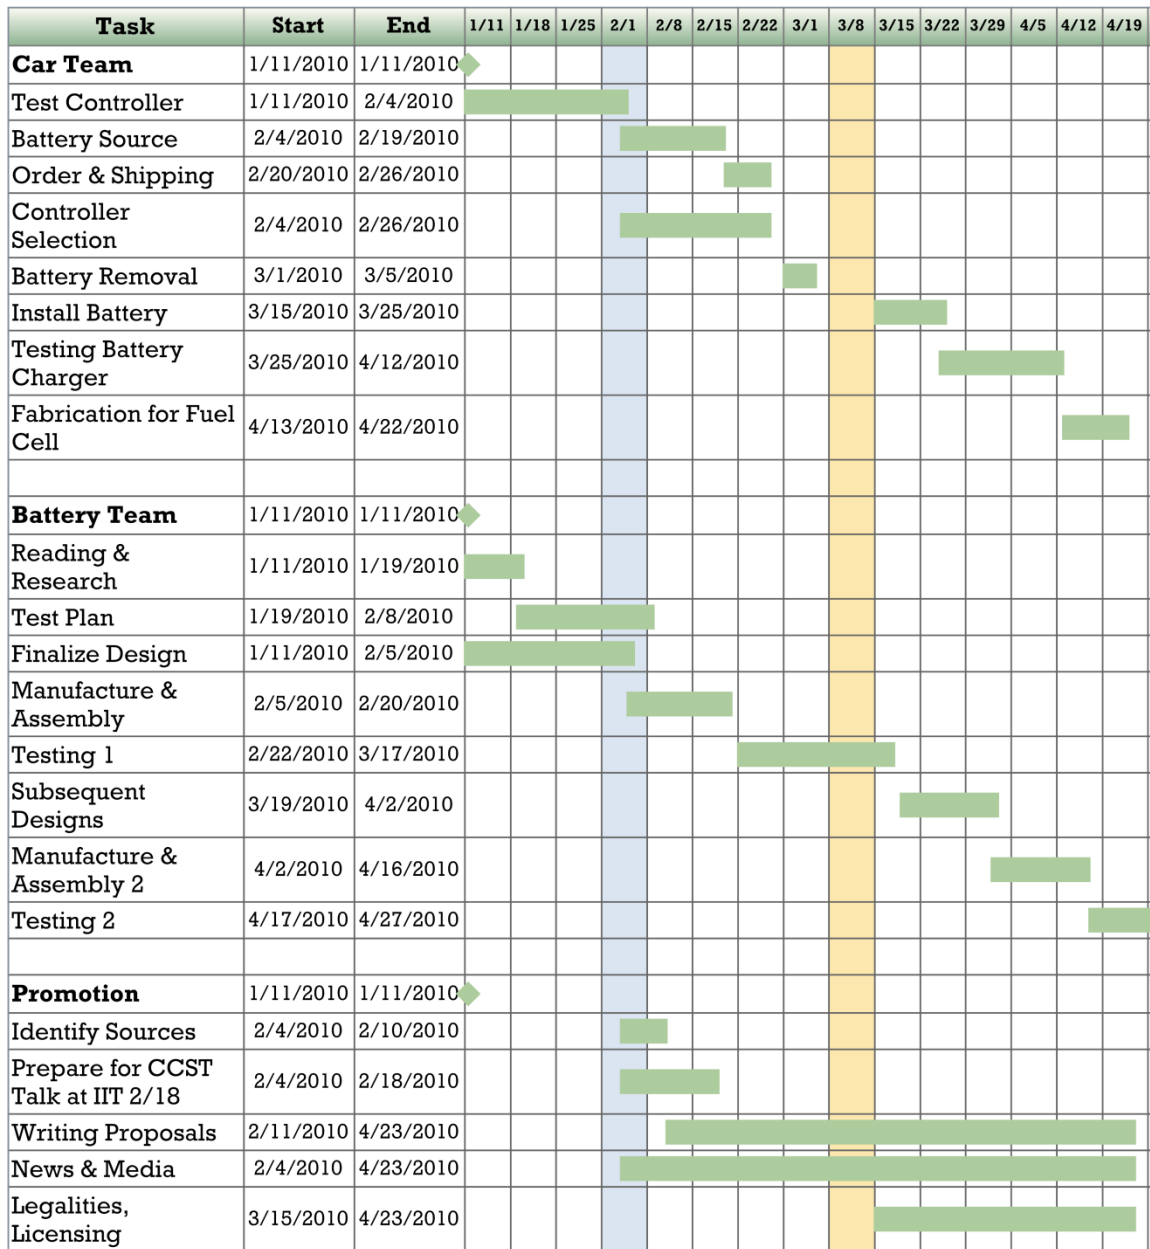 Task Start End 1/11 1/18 1/25 2/1 2/8 2/15 2/22 3/1 3/8 3/15 3/22 3/29 4/5 4/12 4/19
Car Team 1/11/2010 1/11/2010
Test Controller 1/11/2010 2/4/2010
Battery Source 2/4/2010 2/19/2010
Order & Shipping 2/20/2010 2/26/2010
Controller
Selection 2/4/2010 2/26/2010
Battery Removal 3/1/2010 3/5/2010
Install Battery 3/15/2010 3/25/2010
Testing Battery
Charger 3/25/2010 4/12/2010
Fabrication for Fuel
Cell 4/13/2010 4/22/2010
Battery Team 1/11/2010 1/11/2010
Reading &
Research 1/11/2010 1/19/2010
Test Plan 1/19/2010 2/8/2010
Finalize Design 1/11/2010 2/5/2010
Manufacture &
Assembly 2/5/2010 2/20/2010
Testing 1 2/22/2010 3/17/2010
Subsequent
Designs 3/19/2010 4/2/2010
Manufacture &
Assembly 2 4/2/2010 4/16/2010
Testing 2 4/17/2010 4/27/2010
Promotion 1/11/2010 1/11/2010
Identify Sources 2/4/2010 2/10/2010
Prepare for CCST
Talk at IIT 2/18 2/4/2010 2/18/2010
Writing Proposals 2/11/2010 4/23/2010
News & Media 2/4/2010 4/23/2010
Legalities,
Licensing 3/15/2010 4/23/2010